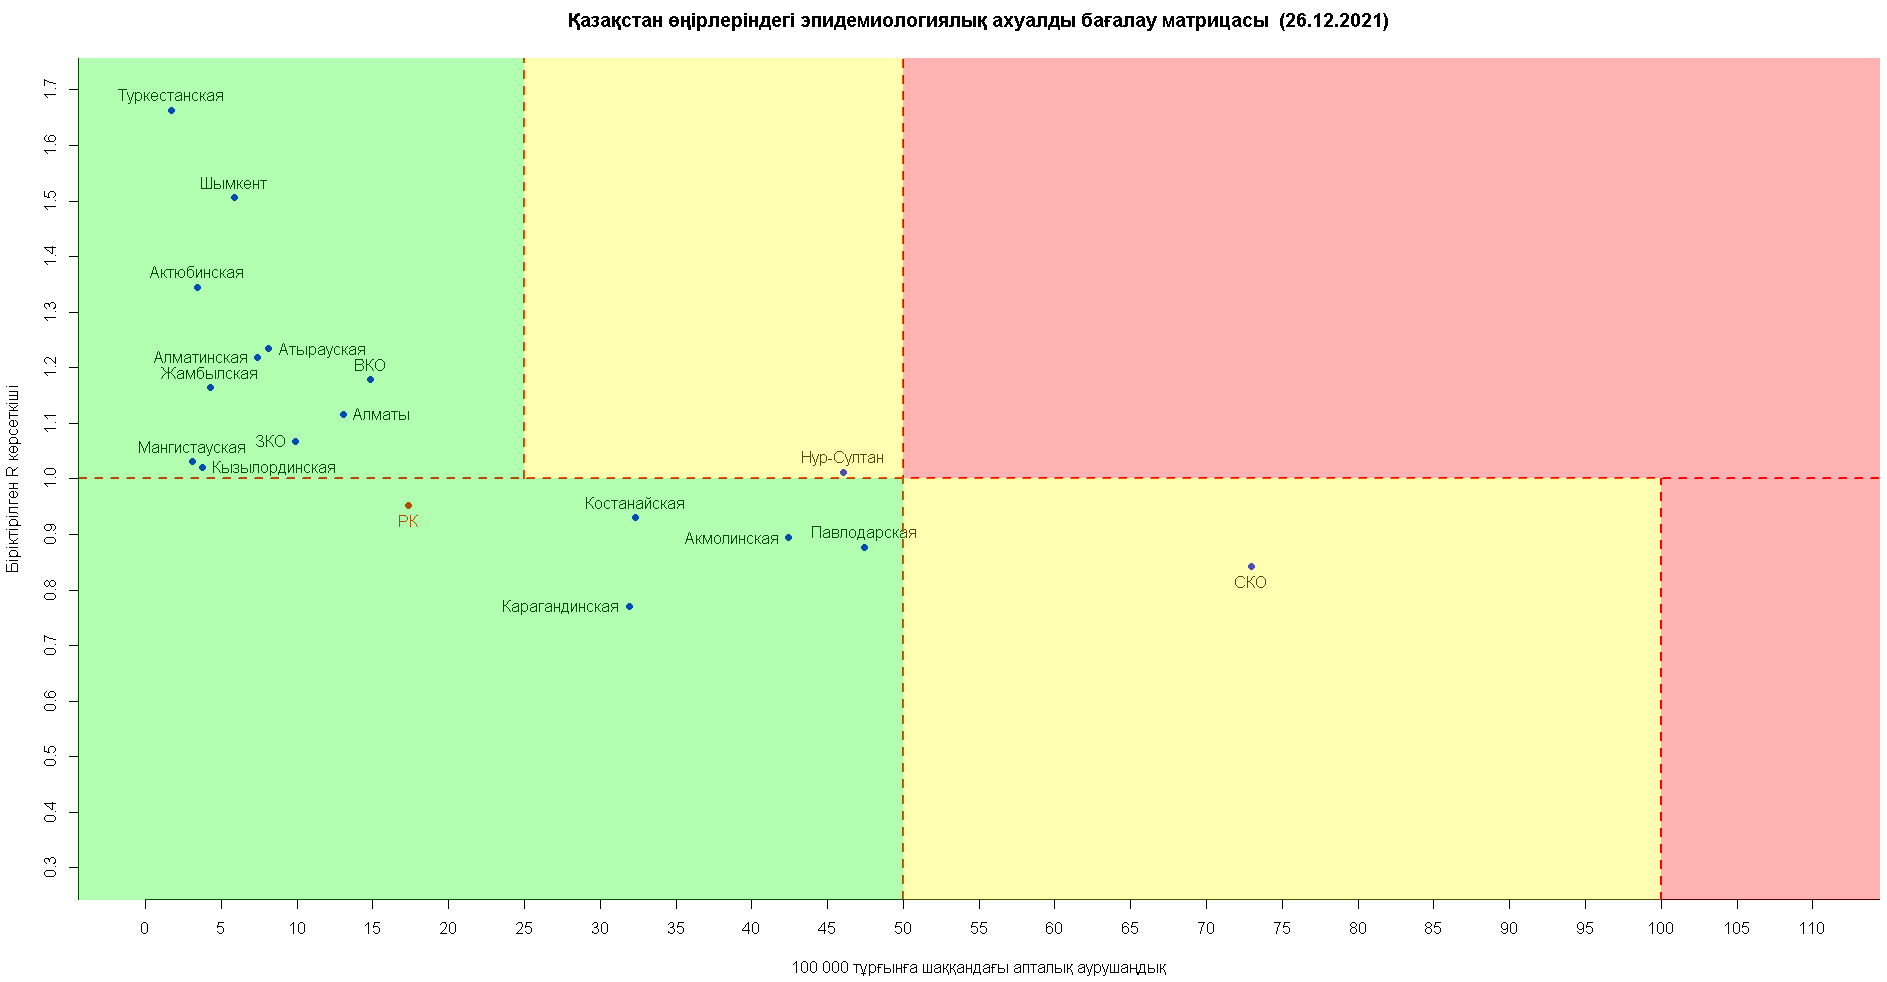 Қазақстан өңірлеріндегі эпидемиологиялық ахуалды бағалау матрицасы (26.12.2021)
Біріктірілген R көрсеткіші
1.7
1.6
1.5
1.4
1.3
1.2
1.1
1.0
0.9
0.8
0.7
0.6
0.5
0.4
0.3
Туркестанская
Шымкент
Актюбинская
Атырауская
Алматинская
ВКО
Жамбылская
Алматы
ЗКО
Мангистауская
Нур-Султан
Кызылординская
Костанайская
РК
Павлодарская
Акмолинская
СКО
Карагандинская
0 5 10 15 20 25 30 35 40 45 50 55 60 65 70 75 80 85 90 95 100 105 110
100 000 тұрғынға шаққандағы апталық аурушаңдық